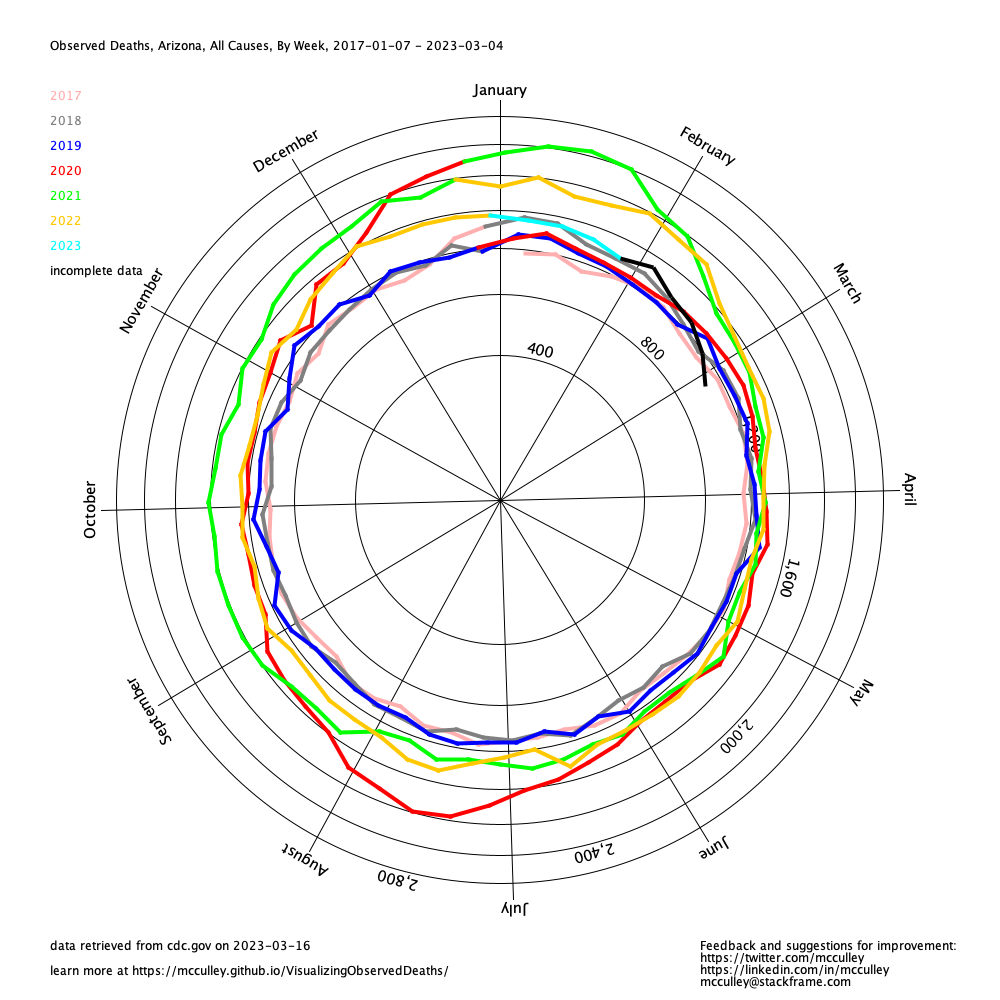 Observed Deaths, Arizona, All Causes, By Week, 2017-01-07 - 2023-03-04
January
2017
2018
2019
2020
2021
2022
2023
incomplete data
December
February
November
March
400
800
1,200
October
April
1,600
September
May
2,000
August
June
2,400
2,800
July
data retrieved from cdc.gov on 2023-03-16
learn more at https://mcculley.github.io/VisualizingObservedDeaths/
Feedback and suggestions for improvement:
https://twitter.com/mcculley
https://linkedin.com/in/mcculley
mcculley@stackframe.com